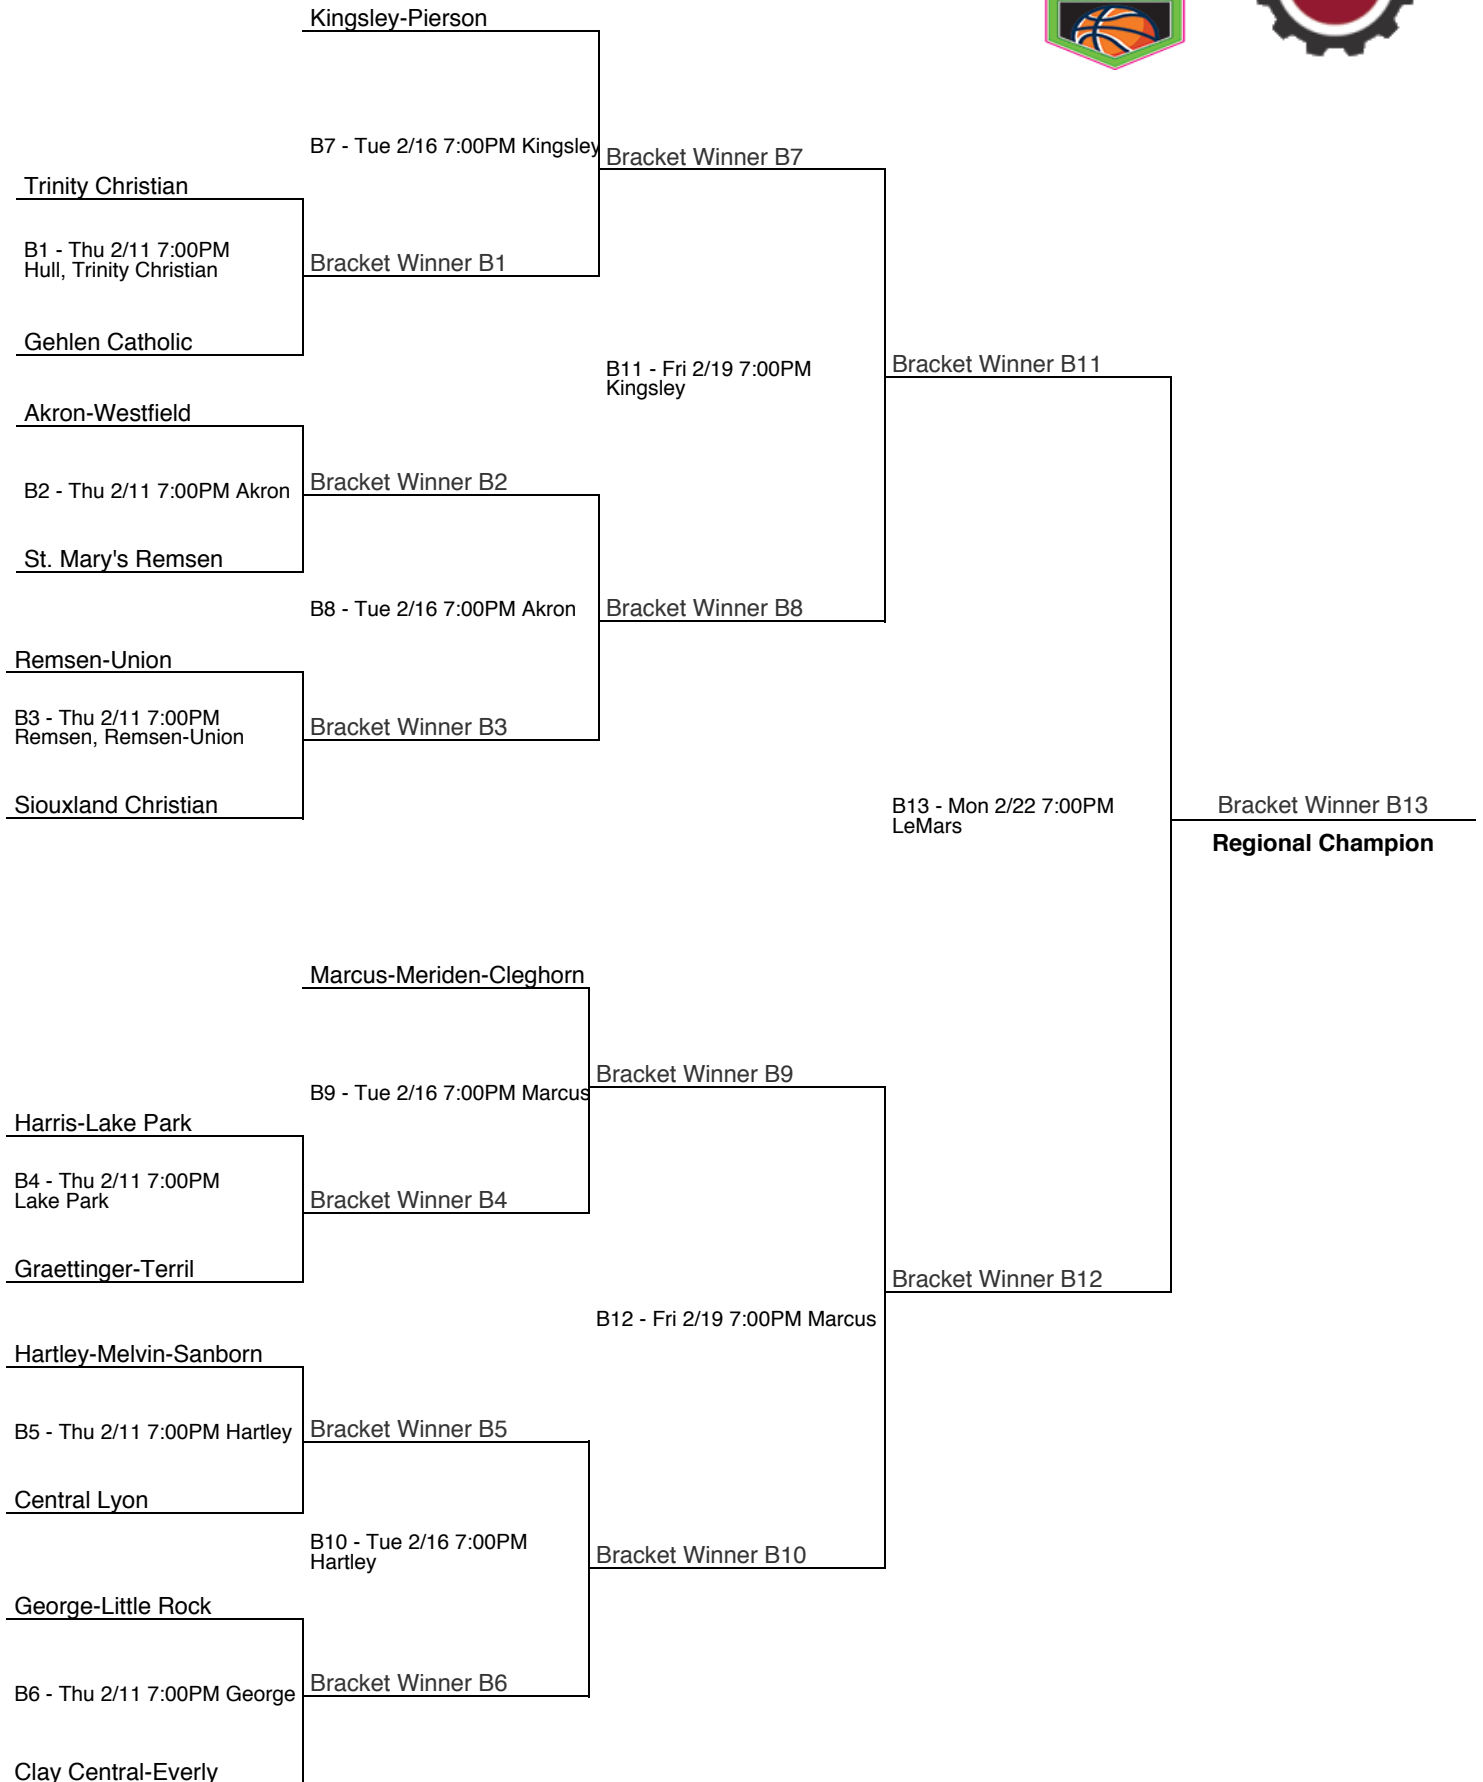 Kingsley-Pierson
B7 - Tue 2/16 7:00PM Kingsley
Bracket Winner B7
Trinity Christian
B1 - Thu 2/11 7:00PM
Hull, Trinity Christian
Bracket Winner B1
Gehlen Catholic
B11 - Fri 2/19 7:00PM
Kingsley
Bracket Winner B11
Akron-Westfield
B2 - Thu 2/11 7:00PM Akron
Bracket Winner B2
St. Mary's Remsen
B8 - Tue 2/16 7:00PM Akron
Bracket Winner B8
Remsen-Union
B3 - Thu 2/11 7:00PM
Remsen, Remsen-Union
Bracket Winner B3
Siouxland Christian
B13 - Mon 2/22 7:00PM
LeMars
Bracket Winner B13
Regional Champion
Marcus-Meriden-Cleghorn
B9 - Tue 2/16 7:00PM Marcus
Bracket Winner B9
Harris-Lake Park
B4 - Thu 2/11 7:00PM
Lake Park
Bracket Winner B4
Graettinger-Terril
Bracket Winner B12
B12 - Fri 2/19 7:00PM Marcus
Hartley-Melvin-Sanborn
B5 - Thu 2/11 7:00PM Hartley
Bracket Winner B5
Central Lyon
B10 - Tue 2/16 7:00PM
Hartley
Bracket Winner B10
George-Little Rock
B6 - Thu 2/11 7:00PM George
Bracket Winner B6
Clay Central-Everly